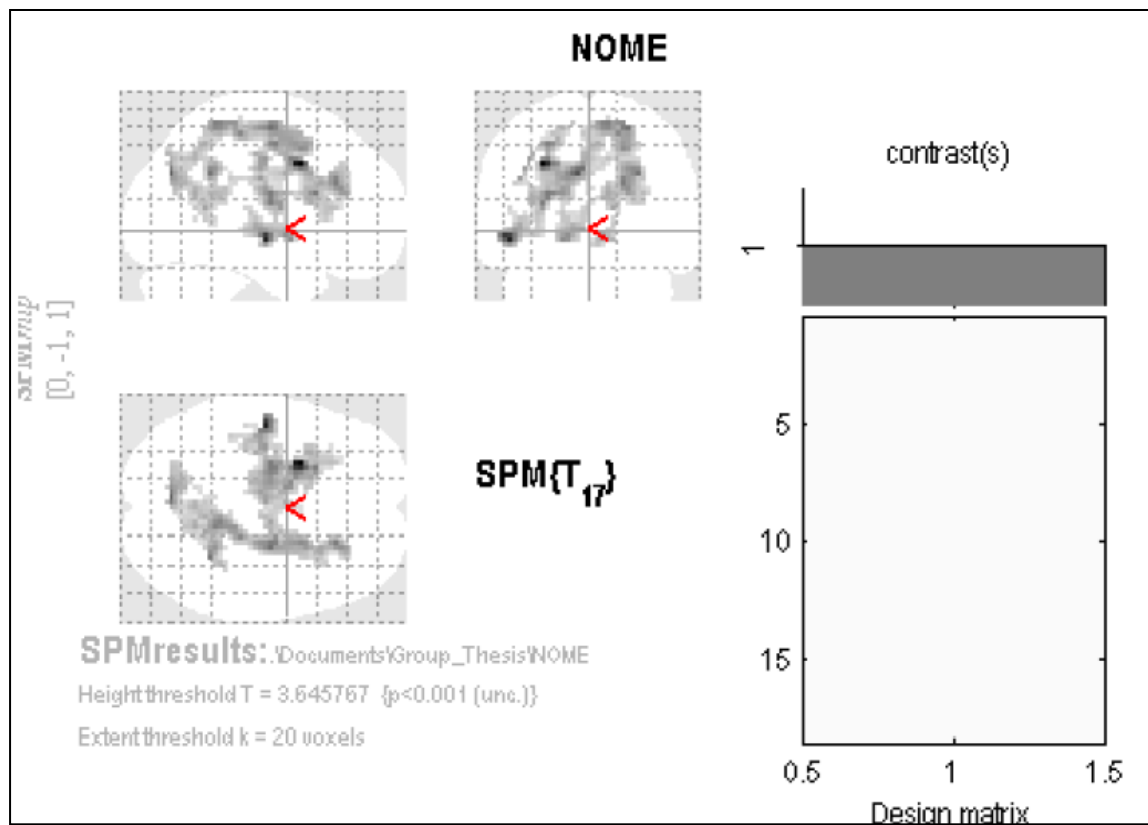 NOME
contrast(s)
1
SPMmip
[0, -1, 1]
SPM{T17}
5
10
15
0.5 1 1.5
Design matrix
SPMresults: .\Documents\Group_Thesis\NOME
Height threshold T = 3.645767 {p<0.001 (unc.)}
Extent threshold k = 20 voxels